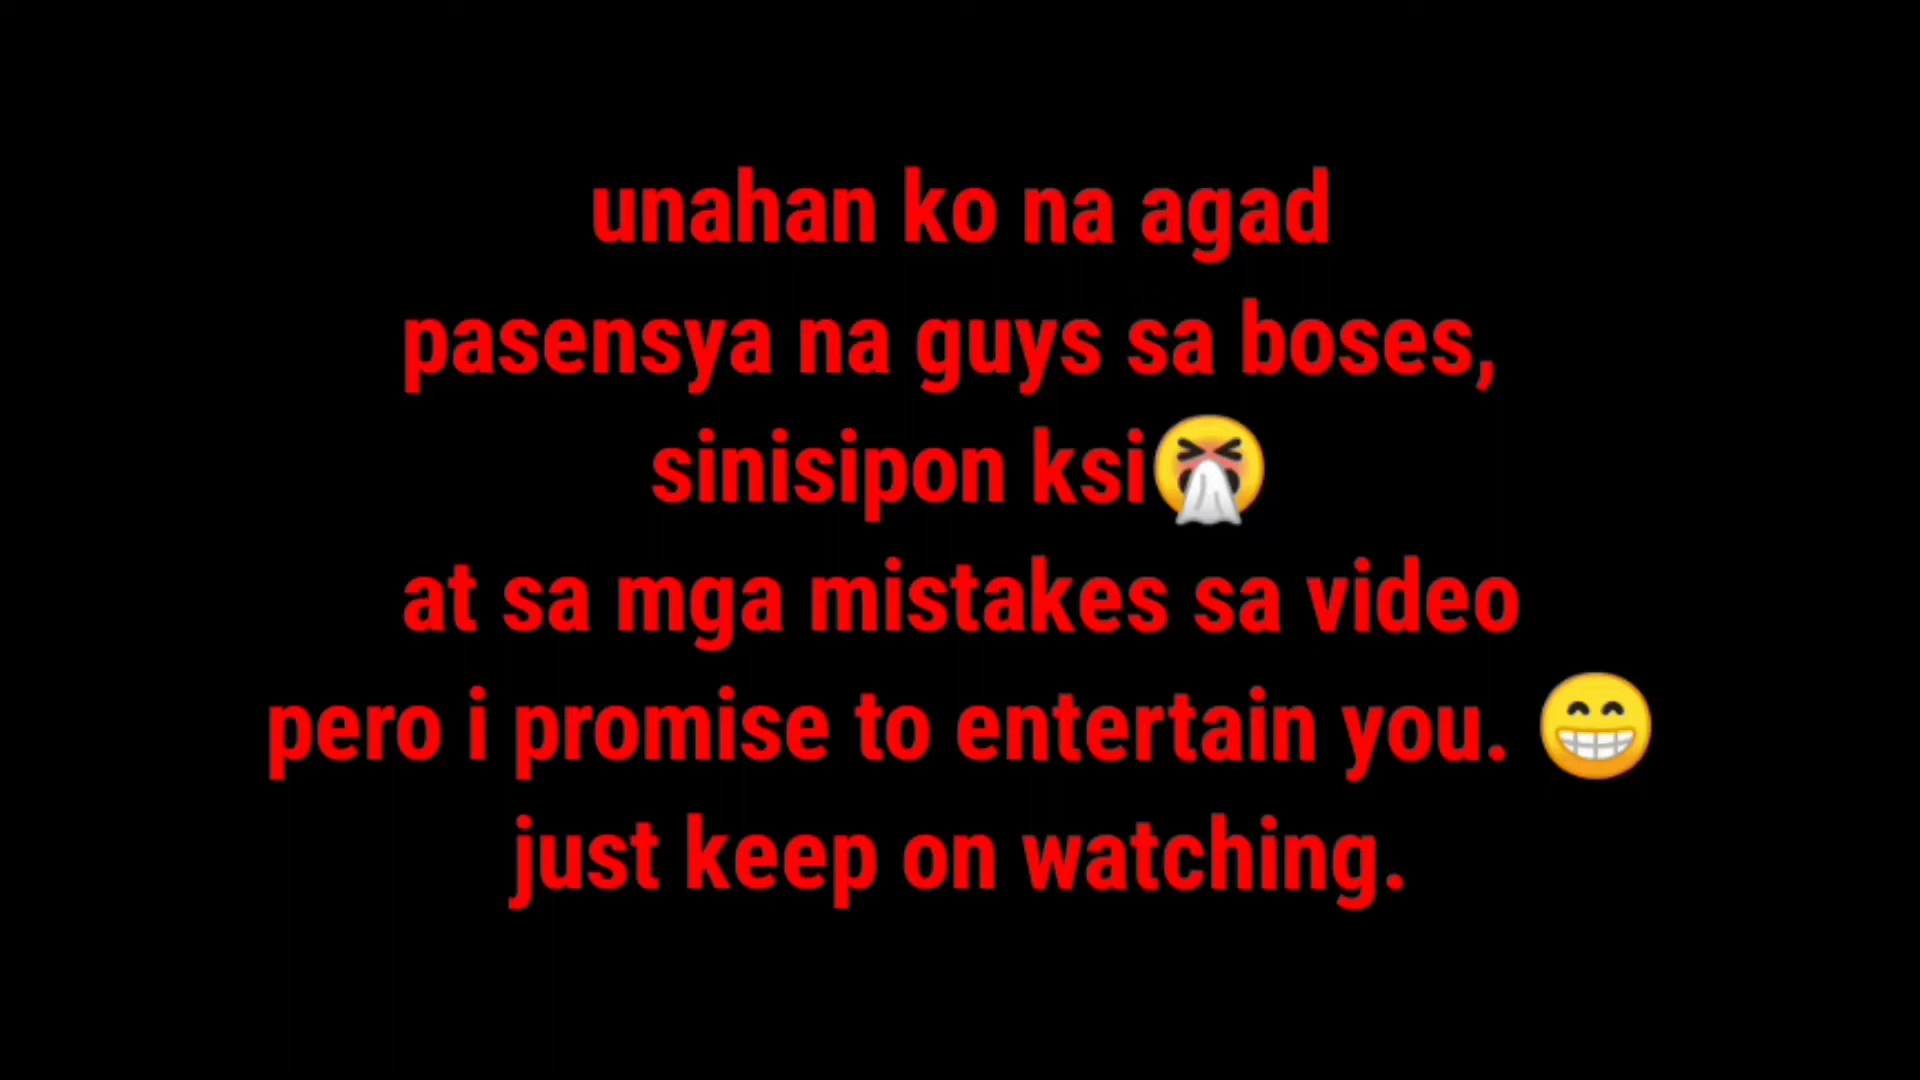 unahan ko na agad
pasensya na guys sa boses,
sinisipon ksi🤧
at sa mga mistakes sa video
pero i promise to entertain you. 😁
just keep on watching.